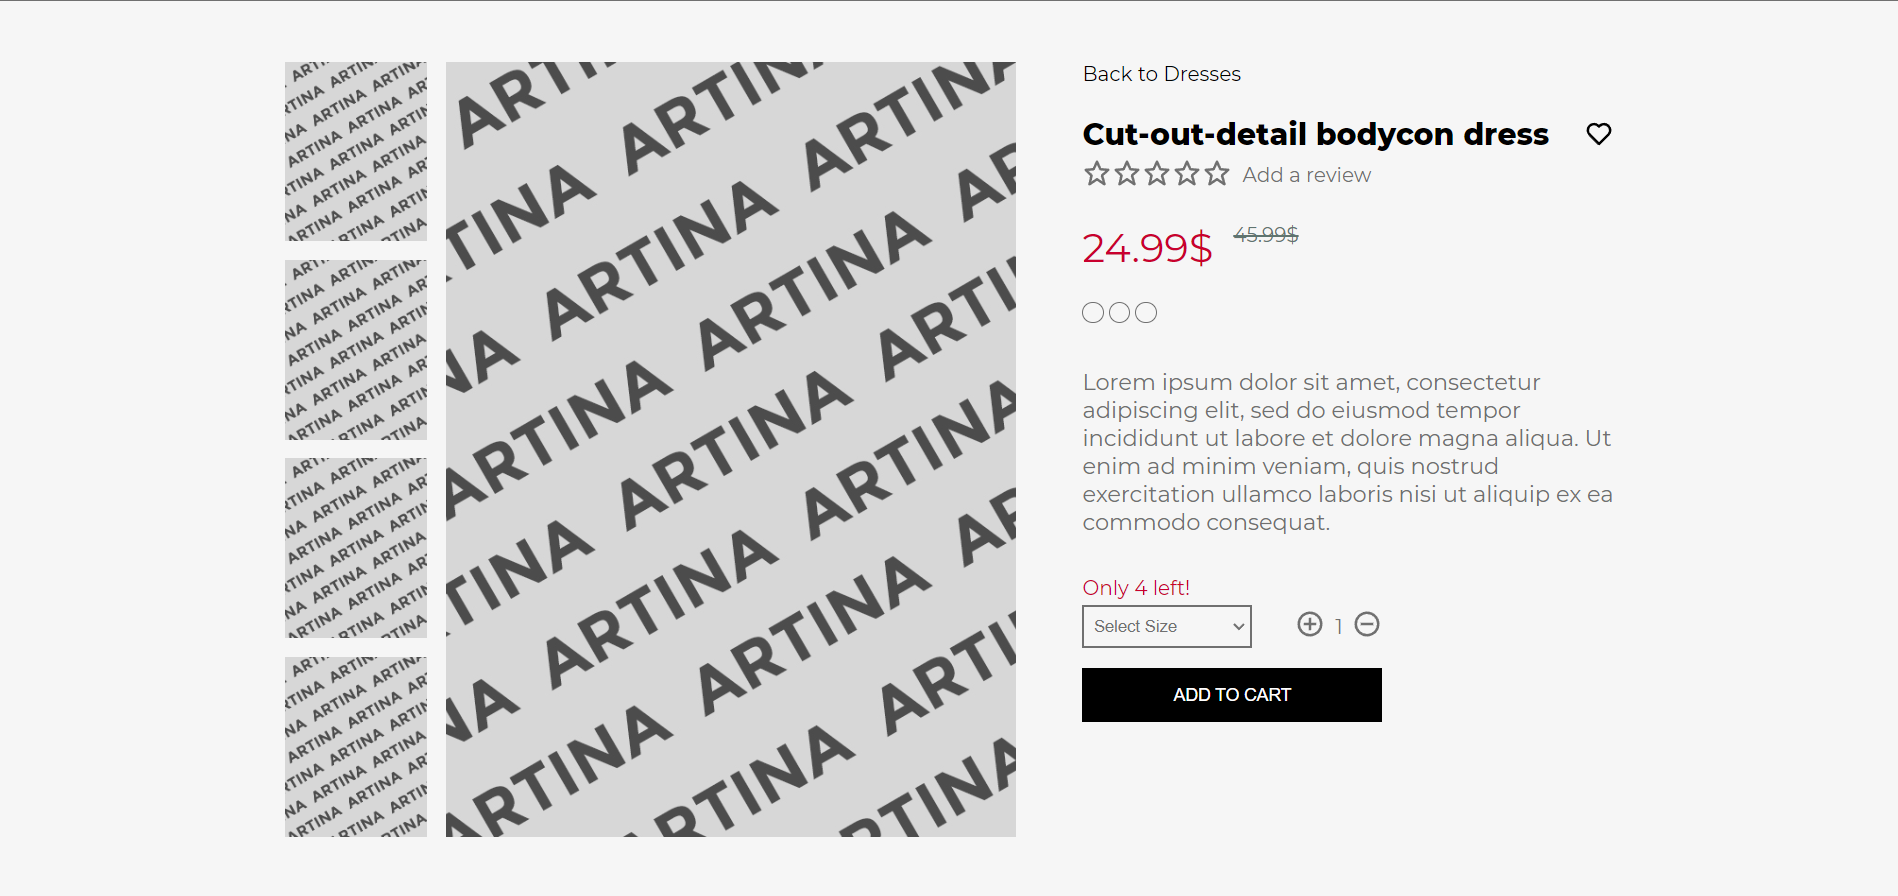 ARTINA ARTINA ARTINA
Back to Dresses
Cut-out-detail bodycon dress
Add a review
24.99$ 45.99$
Lorem ipsum dolor sit amet, consectetur
adipiscing elit, sed do eiusmod tempor
incididunt ut labore et dolore magna aliqua. Ut
enim ad minim veniam, quis nostrud
exercitation ullamco laboris nisi ut aliquip ex ea
commodo consequat.
Only 4 left!
Select Size 1
ADD TO CART